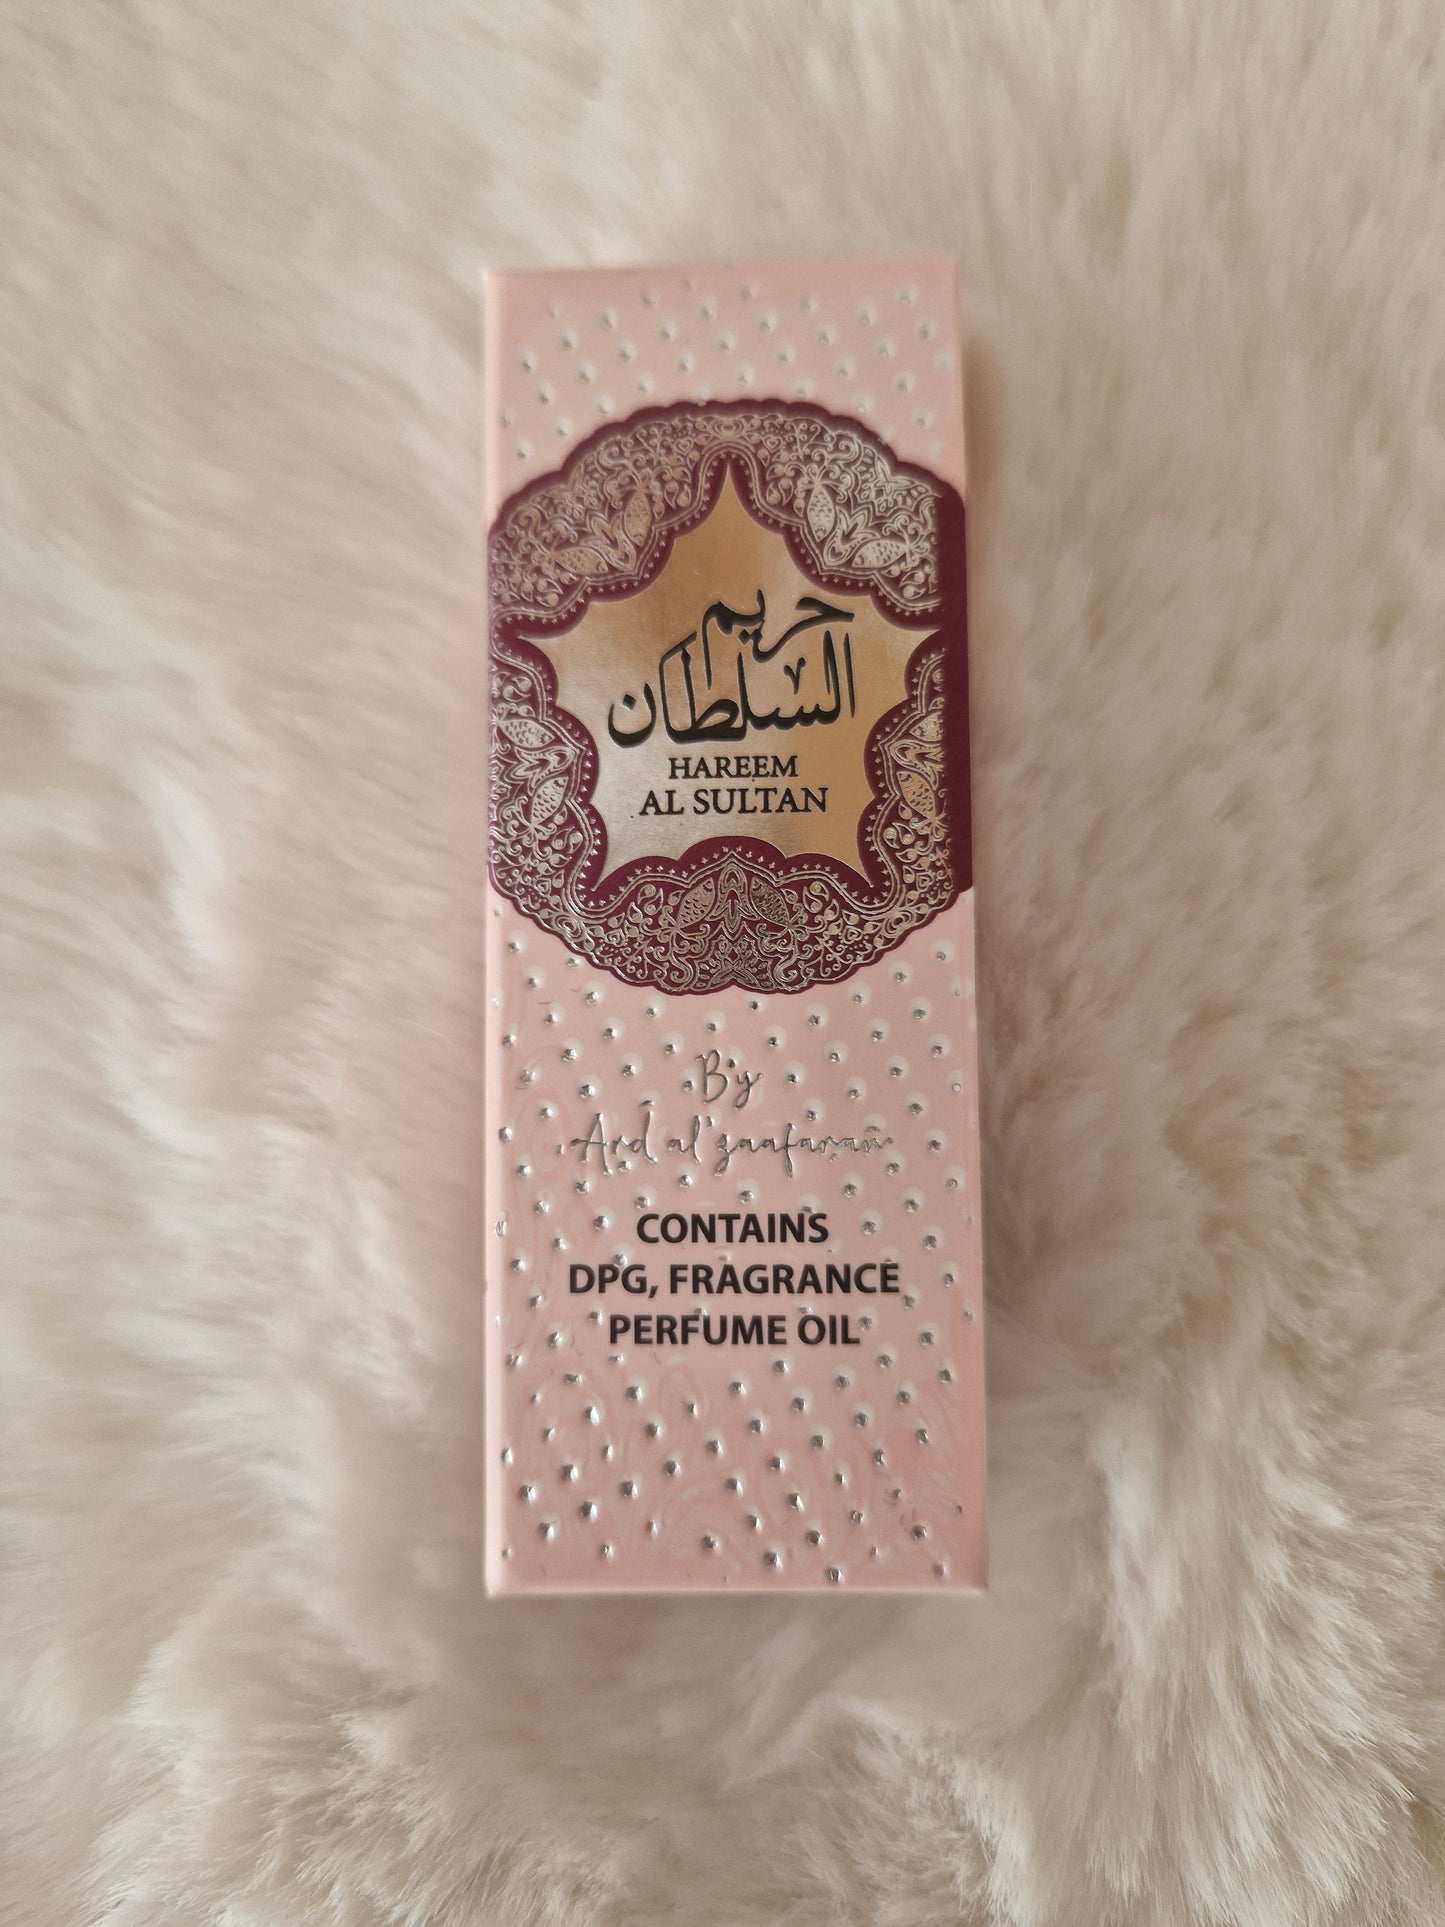 حريم
السلطان
HAREEM
AL SULTAN
By
Ard al'zaafaran
CONTAINS
DPG, FRAGRANCE
PERFUME OIL